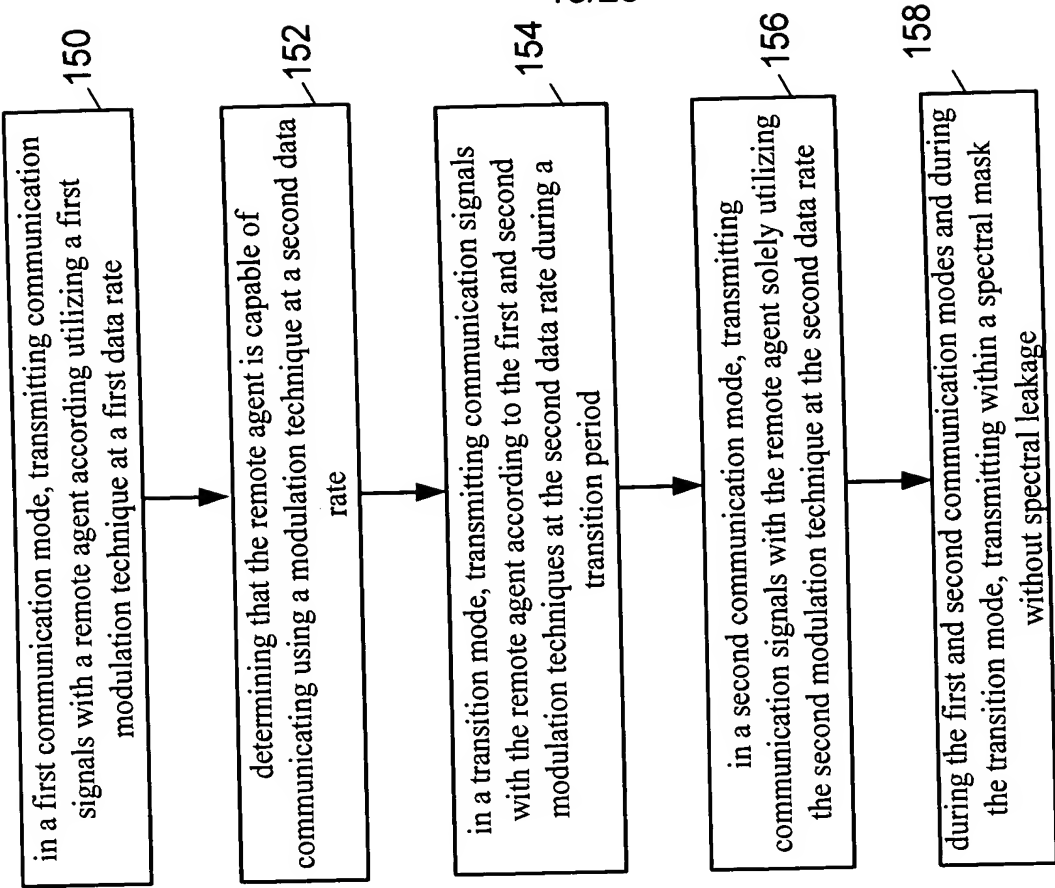 in a first communication mode, transmitting communication
signals with a remote agent according utilizing a first
modulation technique at a first data rate
150
determining that the remote agent is capable of
communicating using a modulation technique at a second data
rate
152
in a transition mode, transmitting communication signals
with the remote agent according to the first and second
modulation techniques at the second data rate during a
transition period
154
in a second communication mode, transmitting
communication signals with the remote agent solely utilizing
the second modulation technique at the second data rate
156
during the first and second communication modes and during
the transition mode, transmitting within a spectral mask
without spectral leakage
158